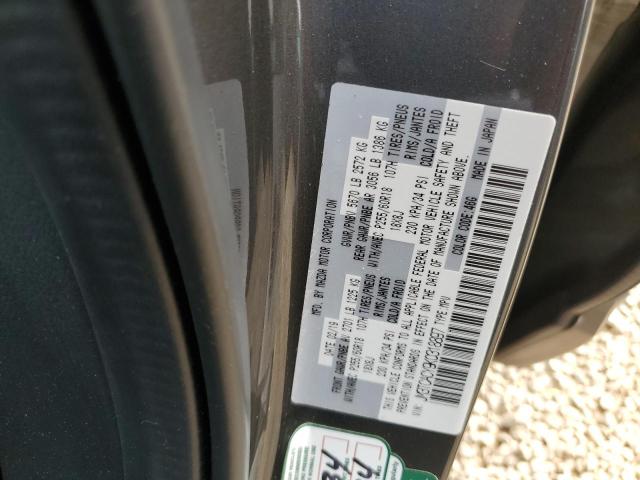 MFD. BY MAZDA MOTOR CORPORATION
DATE 02/19 GVWR/PNBV 5670 LB 2572 KG
FRONT GAWR/PNBE AV 2701 LB 1225 KG REAR GAWR/PNBE AR 3056 LB 1386 KG
WITH/AVEC P255/60R18 107H TIRES/PNEUS WITH/AVEC P255/60R18 107H TIRES/PNEUS
18X8J RIMS/JANTES 18X8J RIMS/JANTES
230 KPA/34 PSI COLD/A FROID 230 KPA/34 PSI COLD/A FROID
THIS VEHICLE CONFORMS TO ALL APPLICABLE FEDERAL MOTOR VEHICLE SAFETY AND THEFT
PREVENTION STANDARDS IN EFFECT ON THE DATE OF MANUFACTURE SHOWN ABOVE.
VIN: TYPE: MPV COLOR CODE: 46G MADE IN JAPAN